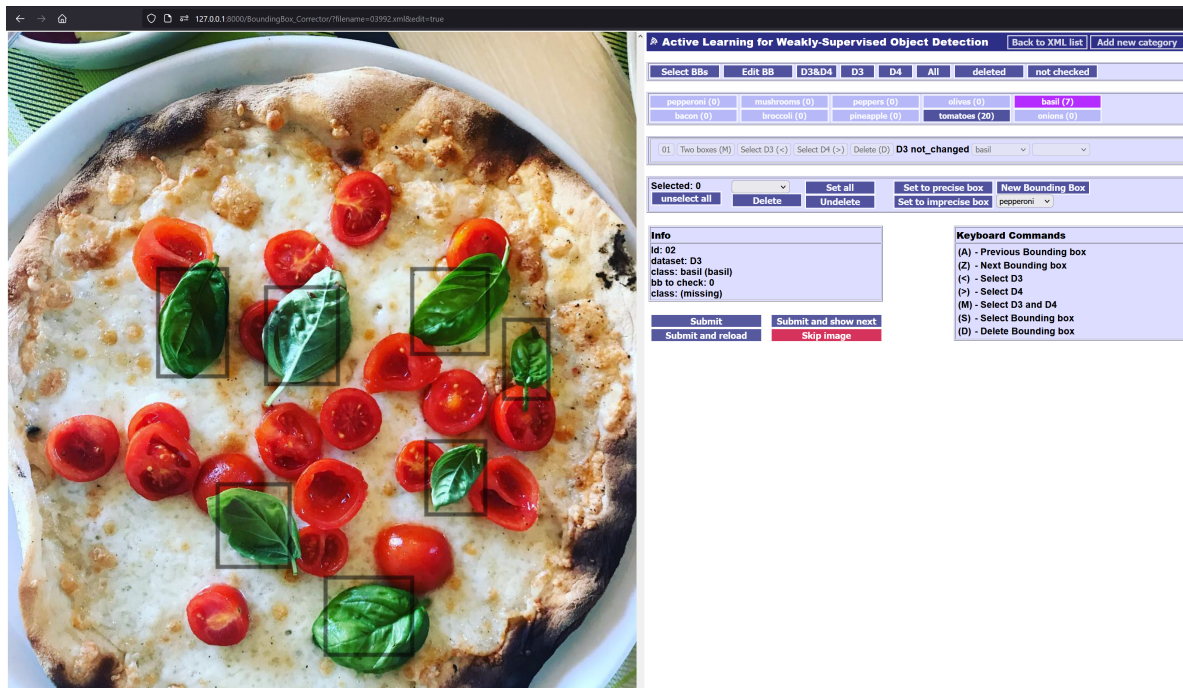 127.0.0.1:8000/BoundingBox_Corrector/?filename=03992.xml&edit=true
Active Learning for Weakly-Supervised Object Detection Back to XML list Add new category
Select BBs Edit BB D3&D4 D3 D4 All deleted not checked
pepperoni (0) mushrooms (0) peppers (0) olives (0) basil (7)
bacon (0) broccoli (0) pineapple (0) tomatoes (20) onions (0)
01 Two boxes (M) Select D3 (<) Select D4 (>) Delete (D) D3 not_changed basil
Selected: 0 Set all Set to precise box New Bounding Box
unselect all Delete Undelete Set to imprecise box pepperoni
Info
Id: 02
dataset: D3
class: basil (basil)
bb to check: 0
class: (missing)
Keyboard Commands
(A) - Previous Bounding box
(Z) - Next Bounding box
(<) - Select D3
(>) - Select D4
(M) - Select D3 and D4
(S) - Select Bounding box
(D) - Delete Bounding box
Submit Submit and show next
Submit and reload Skip image